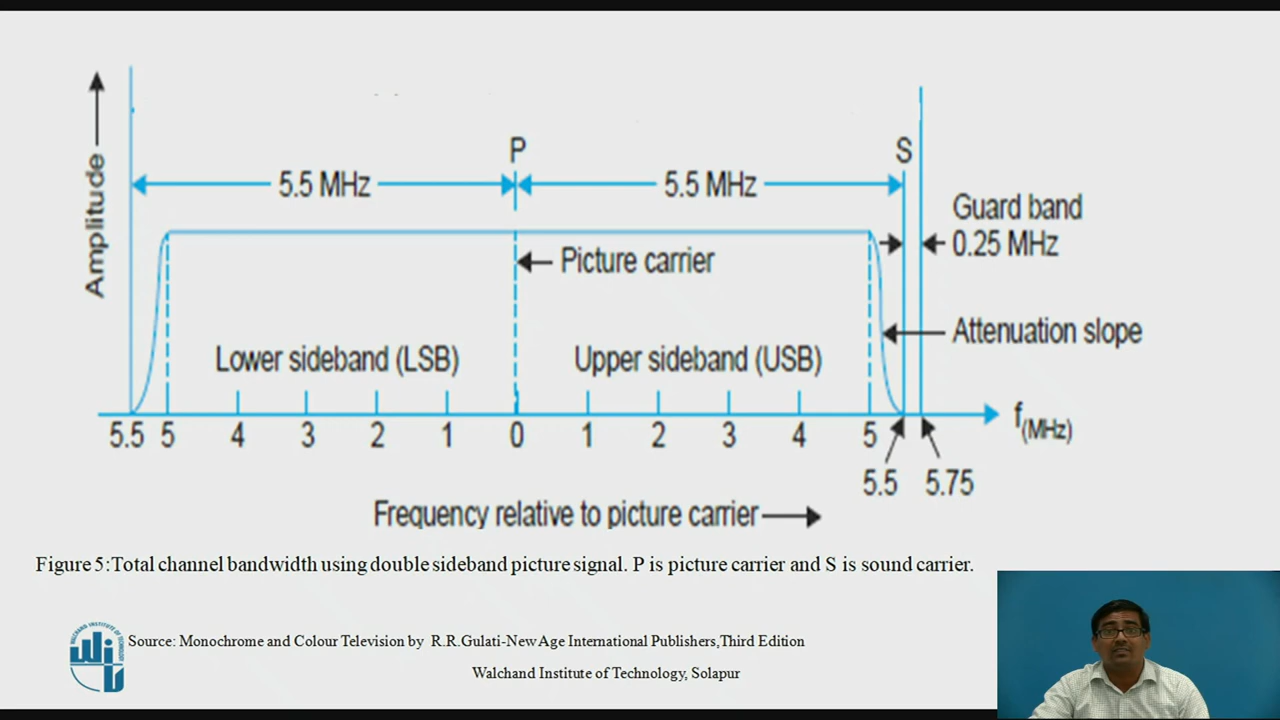 P
S
5.5 MHz
5.5 MHz
Guard band
0.25 MHz
Amplitude
Picture carrier
Attenuation slope
Lower sideband (LSB)
Upper sideband (USB)
5.5 5 4 3 2 1 0 1 2 3 4 5
f(MHz)
5.5 5.75
Frequency relative to picture carrier
Figure 5:Total channel bandwidth using double sideband picture signal. P is picture carrier and S is sound carrier.
Source: Monochrome and Colour Television by R.R.Gulati-New Age International Publishers,Third Edition
Walchand Institute of Technology, Solapur